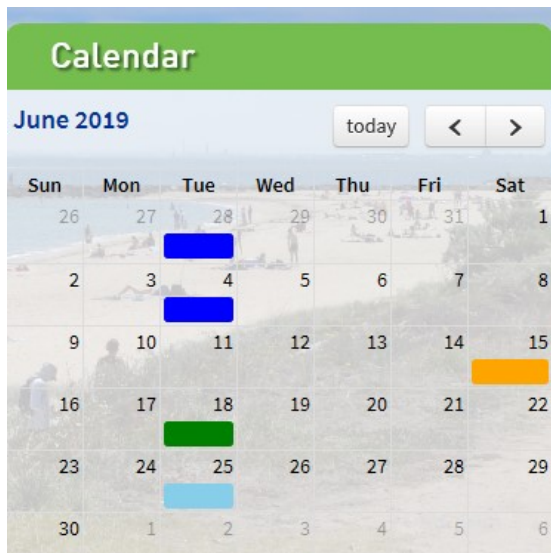 Calendar
June 2019 today < >
Sun Mon Tue Wed Thu Fri Sat
26 27 28 29 30 31 1
2 3 4 5 6 7 8
9 10 11 12 13 14 15
16 17 18 19 20 21 22
23 24 25 26 27 28 29
30 1 2 3 4 5 6